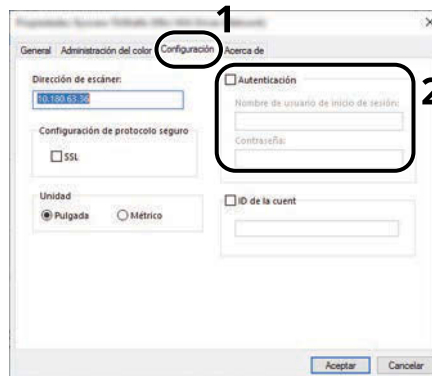 1
General Administración del color Configuración Acerca de
Dirección de escáner:
10.180.63.36
Configuración de protocolo seguro
SSL
Unidad
Pulgada Métrico
Autenticación
2
Nombre de usuario de inicio de sesión:
Contraseña:
ID de la cuent
Aceptar Cancelar